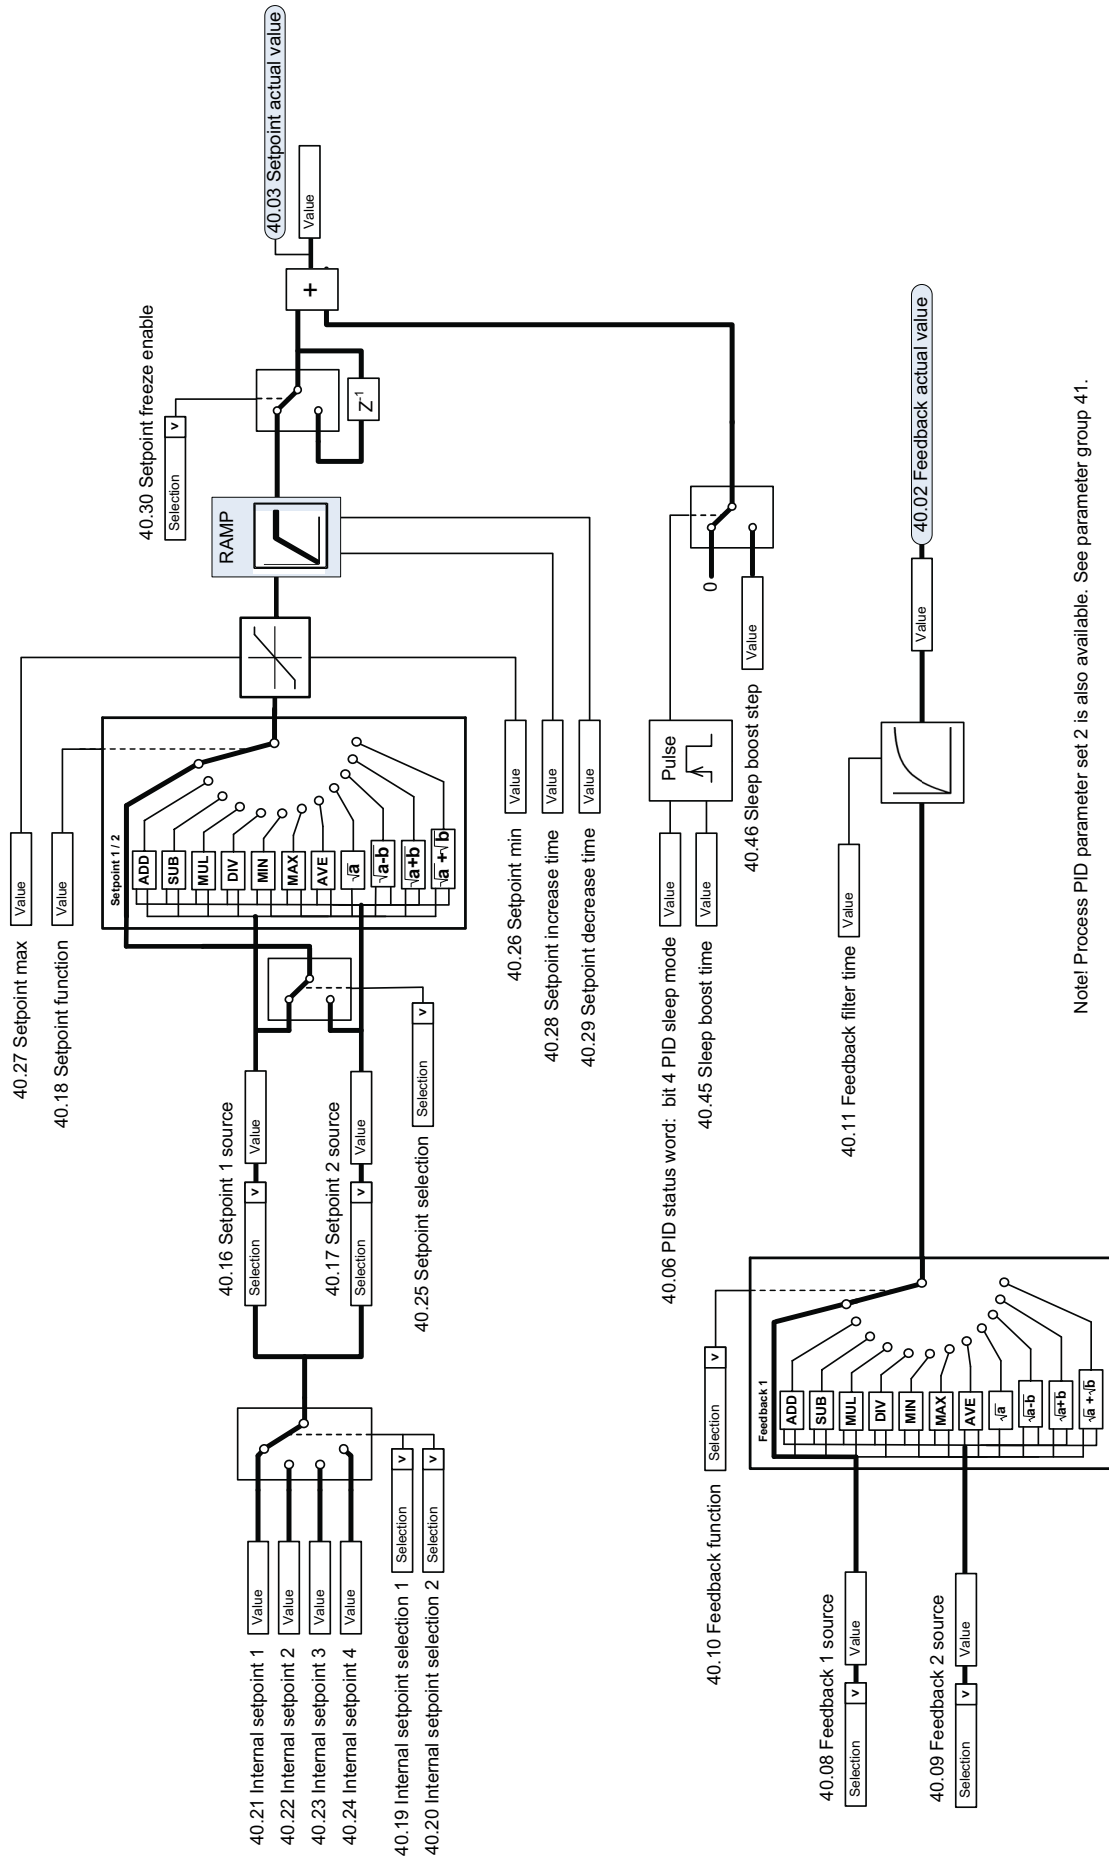 40.21 Internal setpoint 1
Value
40.22 Internal setpoint 2
Value
40.23 Internal setpoint 3
Value
40.24 Internal setpoint 4
Value
40.19 Internal setpoint selection 1
Selection v
40.20 Internal setpoint selection 2
Selection v
40.16 Setpoint 1 source
Selection v
Value
40.17 Setpoint 2 source
Selection v
Value
40.25 Setpoint selection
Selection v
40.27 Setpoint max
Value
40.18 Setpoint function
Value
Setpoint 1 / 2
ADD
SUB
MUL
DIV
MIN
MAX
AVE
√a
√a-b
√a+b
√a +√b
40.26 Setpoint min
Value
40.28 Setpoint increase time
Value
40.29 Setpoint decrease time
Value
RAMP
40.30 Setpoint freeze enable
Selection v
Z-1
+
Value
40.03 Setpoint actual value
40.06 PID status word: bit 4 PID sleep mode
Value
40.45 Sleep boost time
Value
Pulse
0
40.46 Sleep boost step
Value
40.10 Feedback function
Selection v
40.08 Feedback 1 source
Selection v
Value
40.09 Feedback 2 source
Selection v
Value
Feedback 1
ADD
SUB
MUL
DIV
MIN
MAX
AVE
√a
√a-b
√a+b
√a +√b
40.11 Feedback filter time
Value
Value
40.02 Feedback actual value
Note! Process PID parameter set 2 is also available. See parameter group 41.